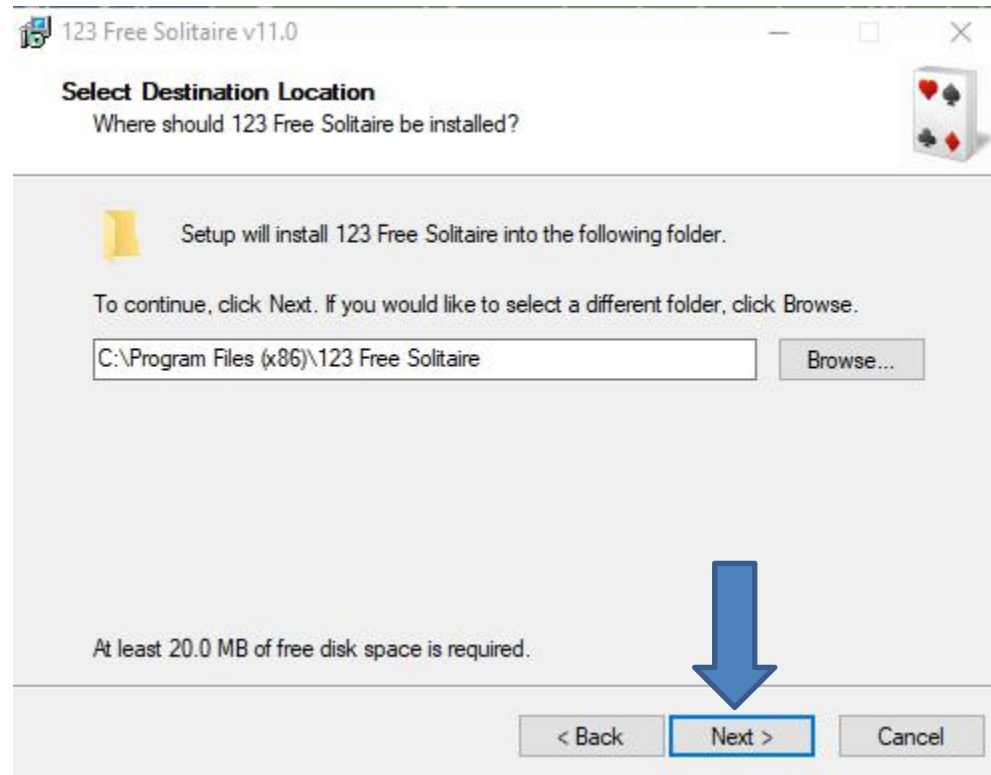 123 Free Solitaire v11.0
Select Destination Location
Where should 123 Free Solitaire be installed?
Setup will install 123 Free Solitaire into the following folder.
To continue, click Next. If you would like to select a different folder, click Browse.
C:\Program Files (x86)\123 Free Solitaire
Browse...
At least 20.0 MB of free disk space is required.
< Back
Next >
Cancel